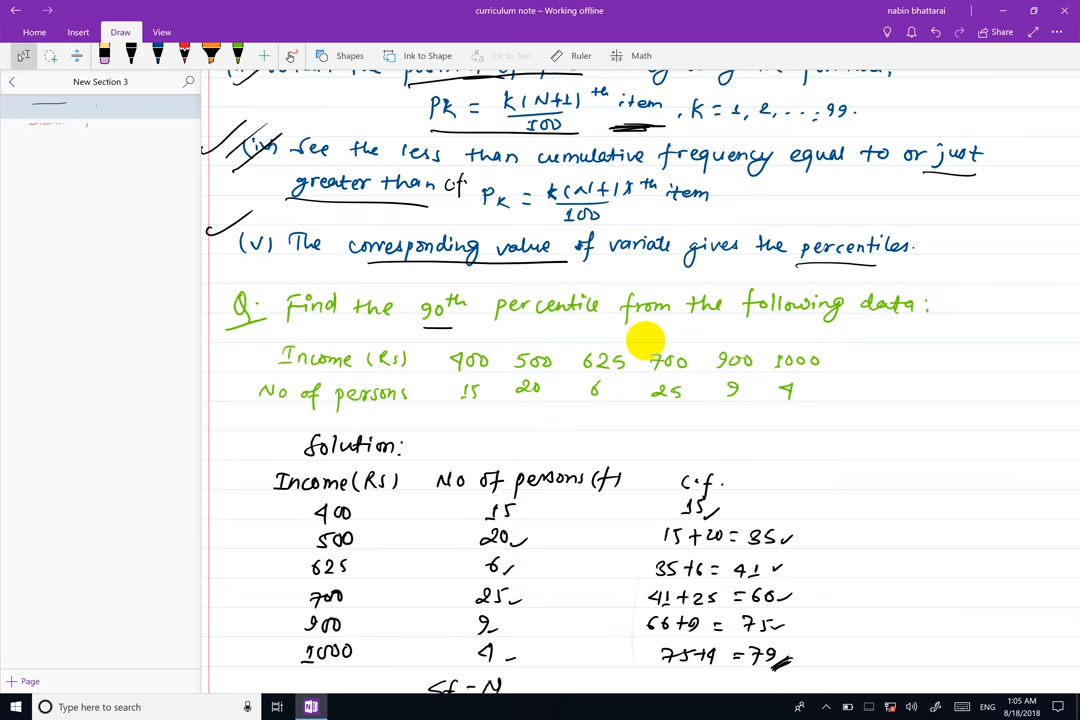 curriculum note – Working offline
nabin bhattarai
Home Insert Draw View
Share
Shapes Ink to Shape Ink to Text Ruler Math
New Section 3
PK = K(N+1)/100 th item, K = 1, 2, ...; 99.
(iv) See the less than cumulative frequency equal to or just
greater than cf PK = K(N+1)/100 th item
(v) The corresponding value of variate gives the percentiles.
Q. Find the 90th percentile from the following data:
Income (Rs) 400 500 625 700 900 1000
No of persons 15 20 6 25 9 4
Solution:
Income (Rs) No of persons (f) c.f.
400 15 15
500 20 15+20 = 35
625 6 35+6 = 41
700 25 41+25 = 66
900 9 66+9 = 75
1000 4 75+4 = 79
Σf = N
+ Page
Type here to search
ENG
1:05 AM
8/18/2018